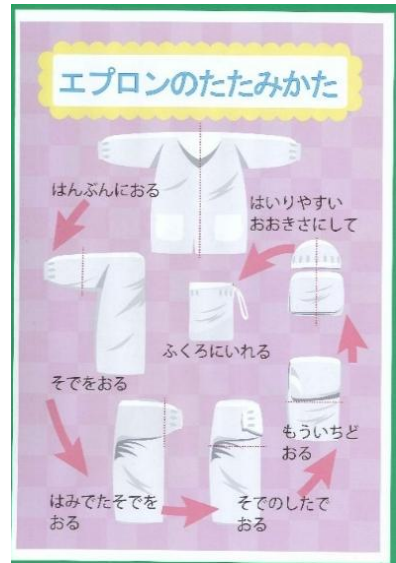 エプロンのたたみかた
はんぶんにおる
そでをおる
はみでたそでを
おる
そでのしたで
おる
もういちど
おる
はいりやすい
おおきさにして
ふくろにいれる